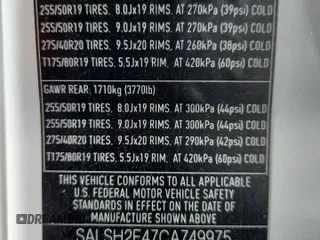 255/50R19 TIRES. 8.0Jx19 RIMS. AT 270kPa (39psi) COLD
255/50R19 TIRES. 9.0Jx19 RIMS. AT 270kPa (39psi) COLD
275/40R20 TIRES. 9.5Jx20 RIMS. AT 260kPa (38psi) COLD
T175/80R19 TIRES. 5.5Jx19 RIM. AT 420kPa (60psi) COLD
GAWR REAR: 1710kg (3770lb)
255/50R19 TIRES. 8.0Jx19 RIMS. AT 300kPa (44psi) COLD
255/50R19 TIRES. 9.0Jx19 RIMS. AT 300kPa (44psi) COLD
275/40R20 TIRES. 9.5Jx20 RIMS. AT 290kPa (42psi) COLD
T175/80R19 TIRES. 5.5Jx19 RIM. AT 420kPa (60psi) COLD
THIS VEHICLE CONFORMS TO ALL APPLICABLE
U.S. FEDERAL MOTOR VEHICLE SAFETY
STANDARDS IN EFFECT ON THE DATE OF
MANUFACTURE SHOWN ABOVE
SALSH2E47CA749975